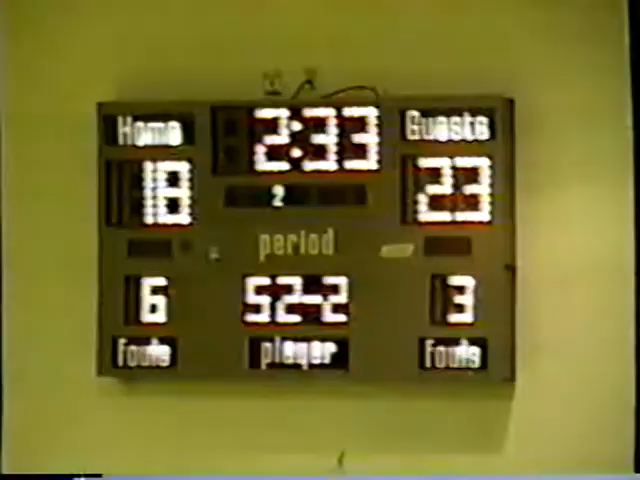 Home 2:33 Guests
18 2 23
period
6 52-2 3
fouls player fouls